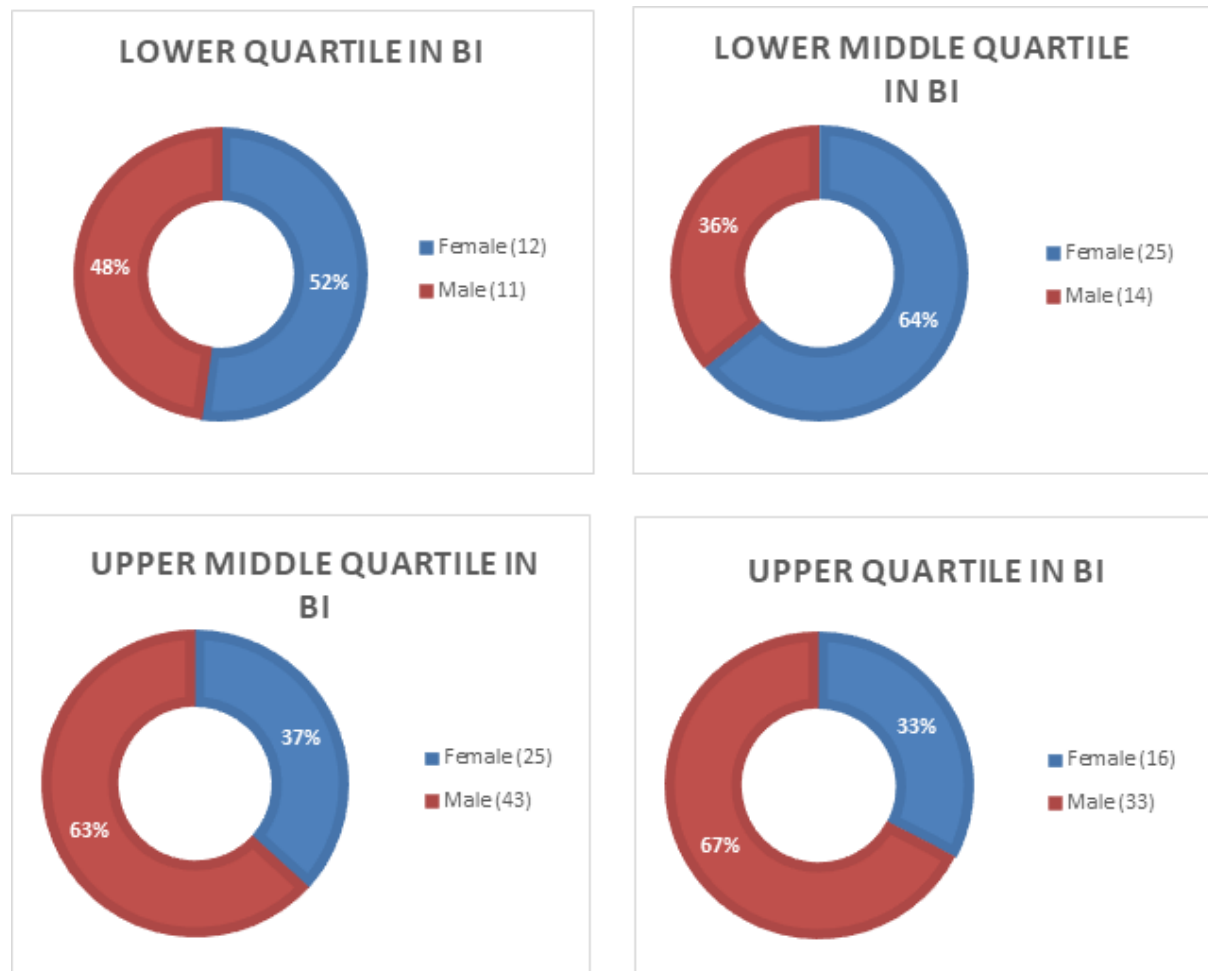 LOWER QUARTILE IN BI
48%
52%
Female (12)
Male (11)
LOWER MIDDLE QUARTILE
IN BI
36%
64%
Female (25)
Male (14)
UPPER MIDDLE QUARTILE IN
BI
37%
63%
Female (25)
Male (43)
UPPER QUARTILE IN BI
33%
67%
Female (16)
Male (33)